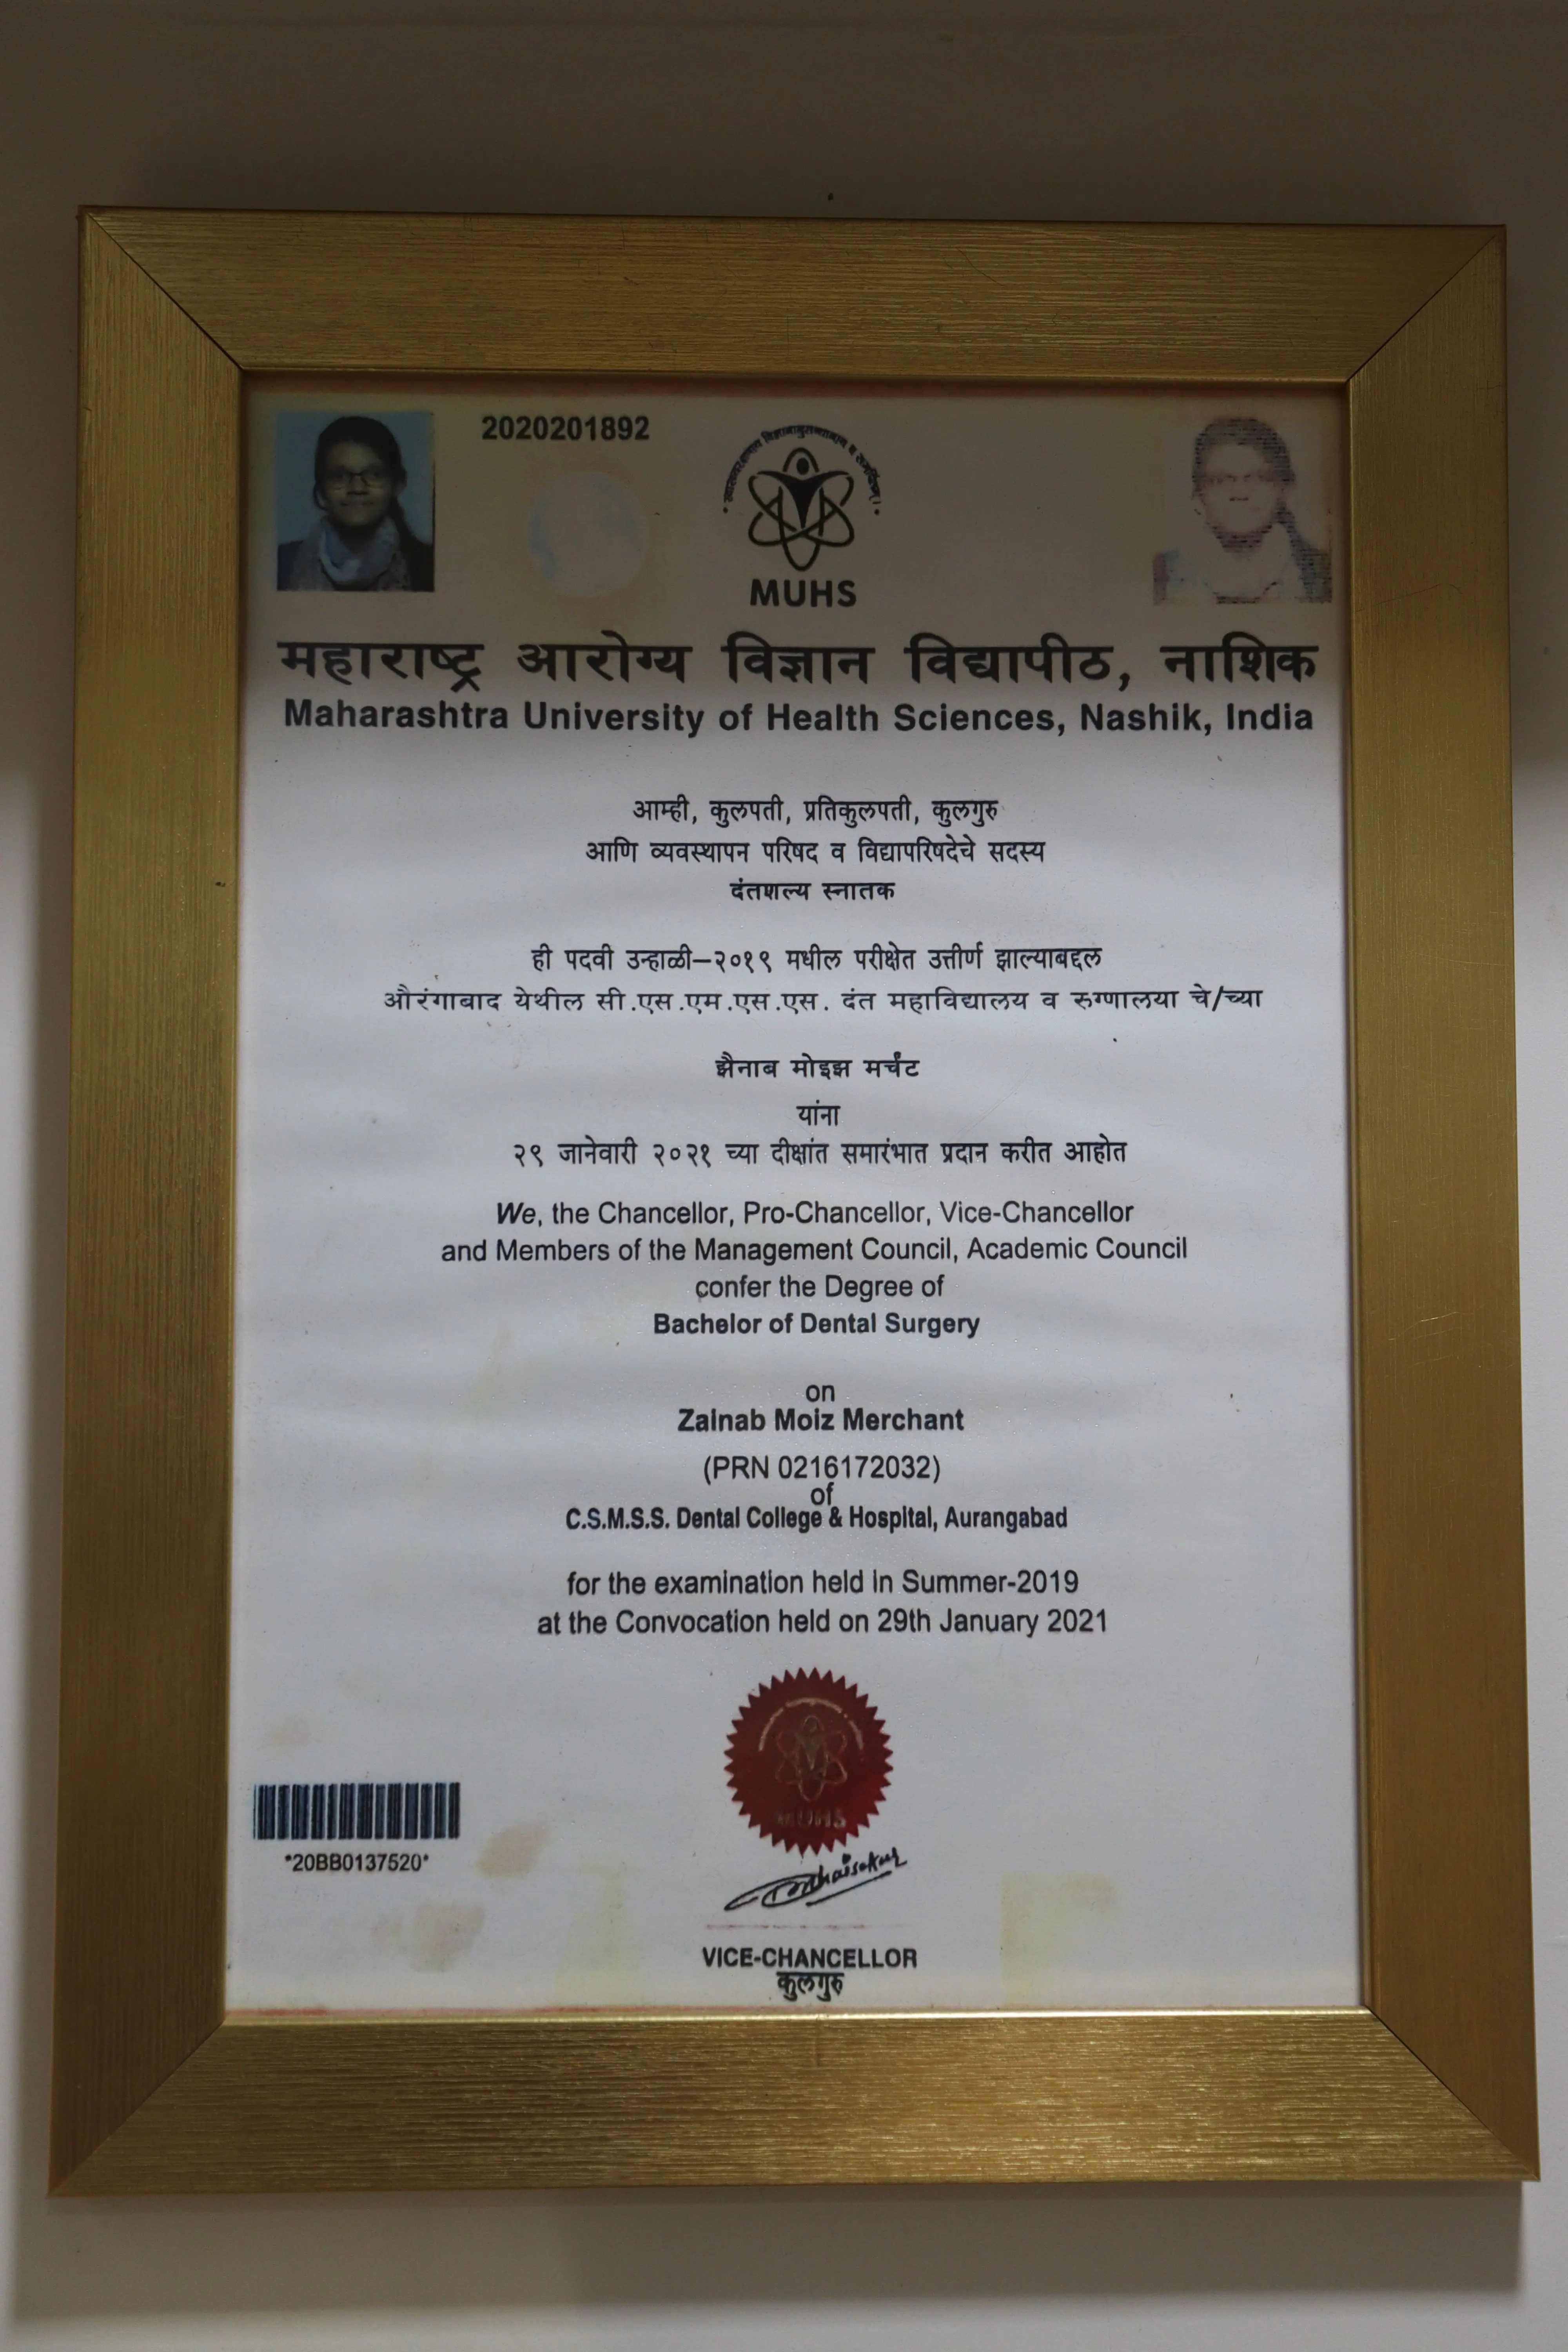 2020201892
MUHS
महाराष्ट्र आरोग्य विज्ञान विद्यापीठ, नाशिक
Maharashtra University of Health Sciences, Nashik, India
आम्ही, कुलपती, प्रतिकुलपती, कुलगुरु
आणि व्यवस्थापन परिषद व विद्यापरिषदेचे सदस्य
दंतशल्य स्नातक
ही पदवी उन्हाळी–२०१९ मधील परीक्षेत उत्तीर्ण झाल्याबद्दल
औरंगाबाद येथील सी.एस.एम.एस.एस. दंत महाविद्यालय व रुग्णालया चे/च्या
झैनाब मोइझ मर्चंट
यांना
२९ जानेवारी २०२१ च्या दीक्षांत समारंभात प्रदान करीत आहोत
We, the Chancellor, Pro-Chancellor, Vice-Chancellor
and Members of the Management Council, Academic Council
confer the Degree of
Bachelor of Dental Surgery
on
Zainab Moiz Merchant
(PRN 0216172032)
of
C.S.M.S.S. Dental College & Hospital, Aurangabad
for the examination held in Summer-2019
at the Convocation held on 29th January 2021
MUHS
*20BB0137520*
VICE-CHANCELLOR
कुलगुरु